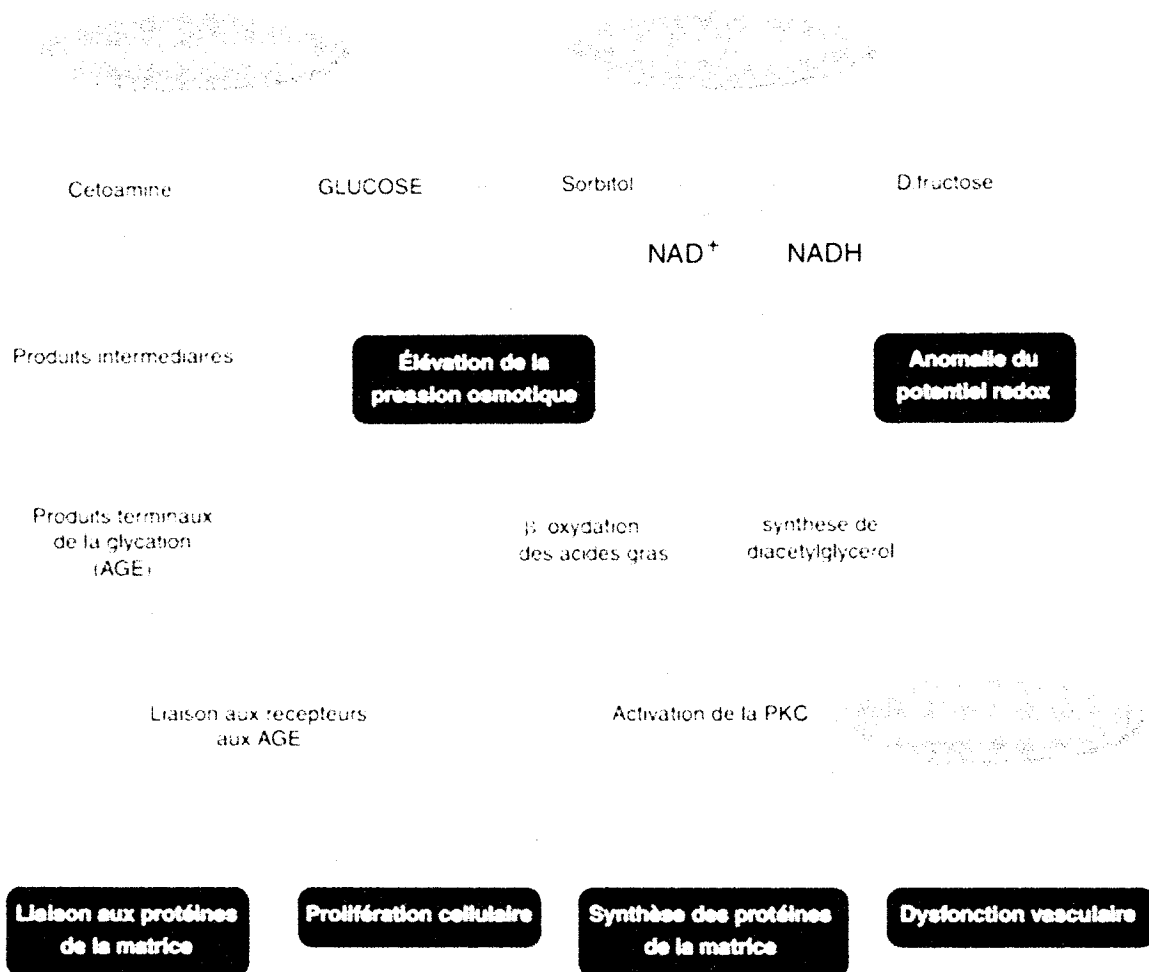 Cetoamine GLUCOSE Sorbitol D.fructose
NAD+ NADH
Produits intermediaires
Élévation de la
pression osmotique
Anomalie du
potentiel redox
Produits terminaux
de la glycation
(AGE)
β oxydation
des acides gras
synthese de
diacetylglycerol
Liaison aux recepteurs
aux AGE
Activation de la PKC
Liaison aux protéines
de la matrice
Prolifération cellulaire
Synthèse des protéines
de la matrice
Dysfonction vasculaire